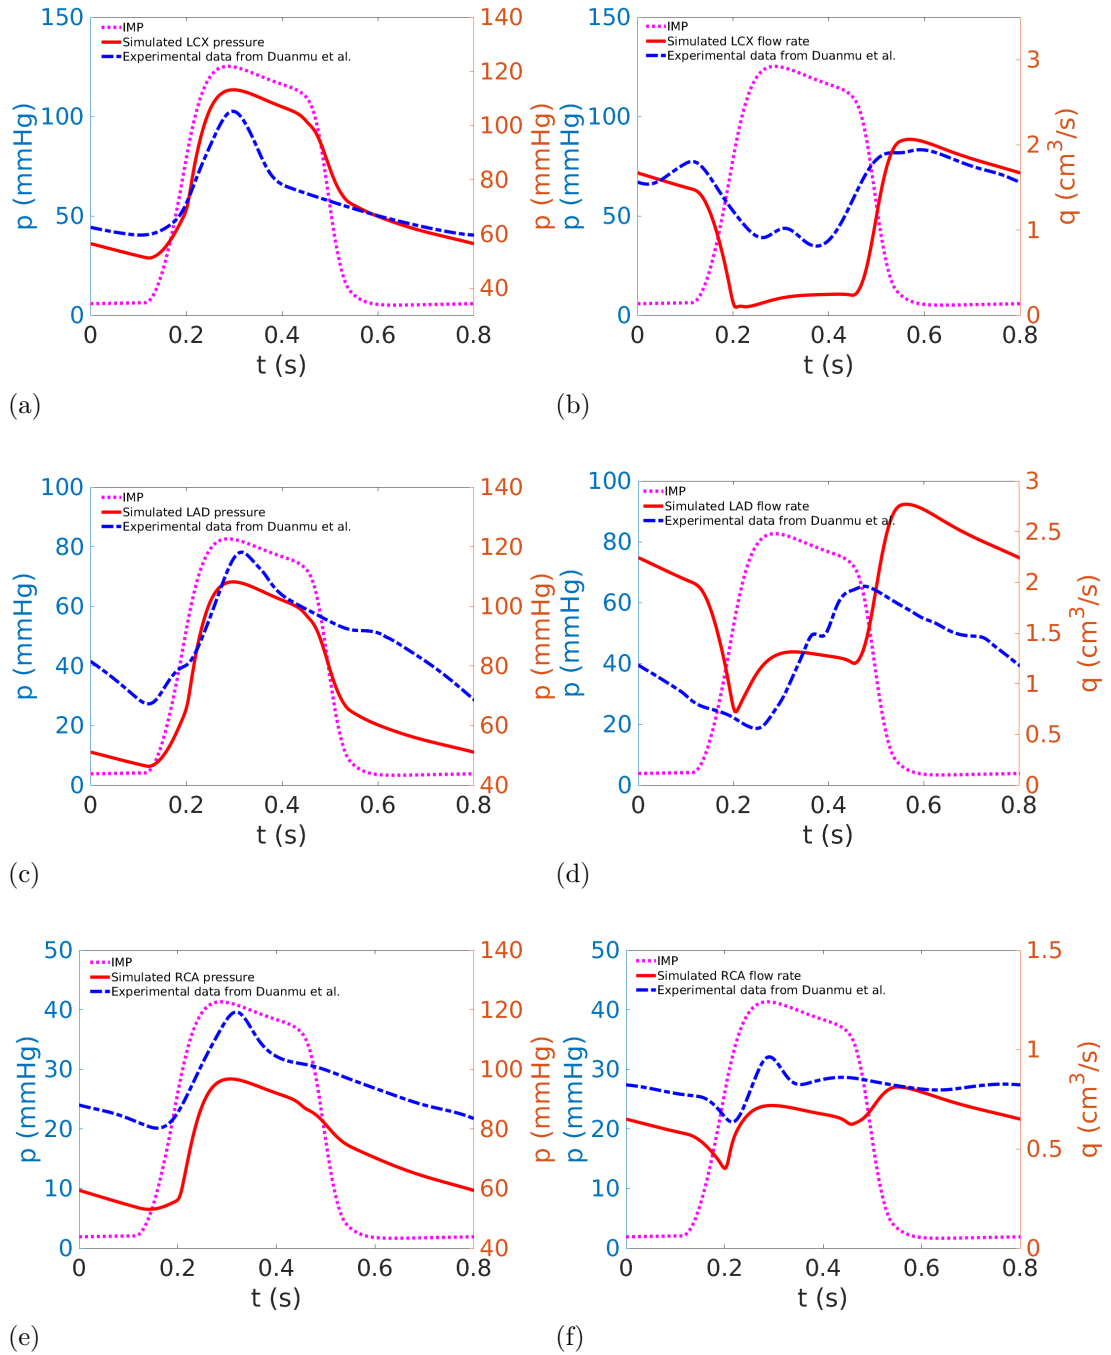 150
100
50
0
p (mmHg)
IMP
Simulated LCX pressure
Experimental data from Duanmu et al.
140
120
100
80
60
40
p (mmHg)
0 0.2 0.4 0.6 0.8
t (s)
(a)
150
100
50
0
p (mmHg)
IMP
Simulated LCX flow rate
Experimental data from Duanmu et al.
3
2
1
0
q (cm³/s)
0 0.2 0.4 0.6 0.8
t (s)
(b)
100
80
60
40
20
0
p (mmHg)
IMP
Simulated LAD pressure
Experimental data from Duanmu et al.
140
120
100
80
60
40
p (mmHg)
0 0.2 0.4 0.6 0.8
t (s)
(c)
100
80
60
40
20
0
p (mmHg)
IMP
Simulated LAD flow rate
Experimental data from Duanmu et al.
3
2.5
2
1.5
1
0.5
0
q (cm³/s)
0 0.2 0.4 0.6 0.8
t (s)
(d)
50
40
30
20
10
0
p (mmHg)
IMP
Simulated RCA pressure
Experimental data from Duanmu et al.
140
120
100
80
60
40
p (mmHg)
0 0.2 0.4 0.6 0.8
t (s)
(e)
50
40
30
20
10
0
p (mmHg)
IMP
Simulated RCA flow rate
Experimental data from Duanmu et al.
1.5
1
0.5
0
q (cm³/s)
0 0.2 0.4 0.6 0.8
t (s)
(f)